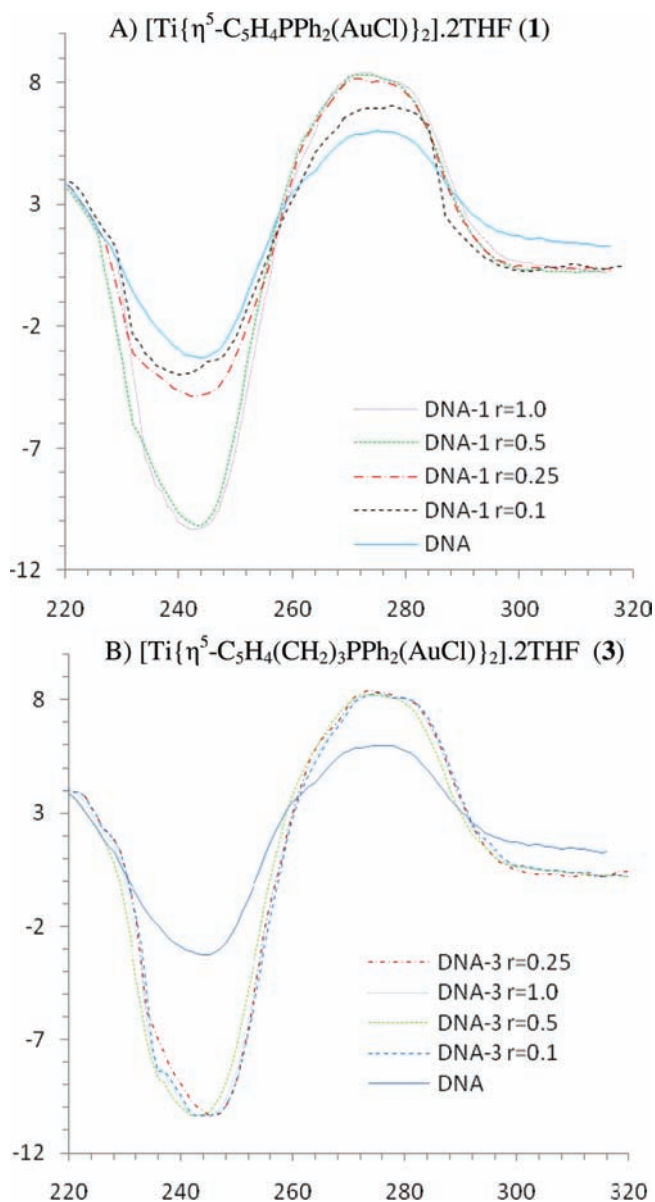 A) [Ti{η⁵-C₅H₄PPh₂(AuCl)}₂].2THF (1)
8
3
-2
-7
-12
DNA-1 r=1.0
DNA-1 r=0.5
DNA-1 r=0.25
DNA-1 r=0.1
DNA
220 240 260 280 300 320
B) [Ti{η⁵-C₅H₄(CH₂)₃PPh₂(AuCl)}₂].2THF (3)
8
3
-2
-7
-12
DNA-3 r=0.25
DNA-3 r=1.0
DNA-3 r=0.5
DNA-3 r=0.1
DNA
220 240 260 280 300 320